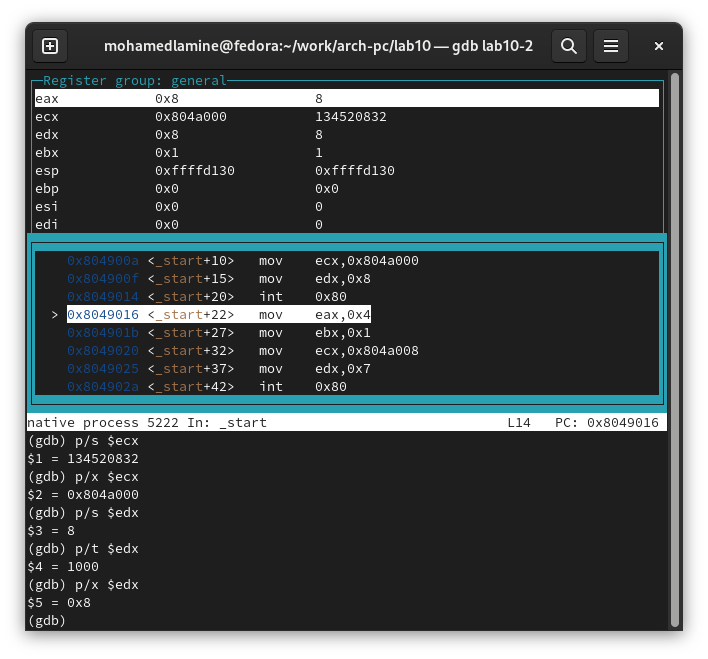 mohamedlamine@fedora:~/work/arch-pc/lab10 — gdb lab10-2
Register group: general
eax 0x8 8
ecx 0x804a000 134520832
edx 0x8 8
ebx 0x1 1
esp 0xffffd130 0xffffd130
ebp 0x0 0x0
esi 0x0 0
edi 0x0 0
0x804900a <_start+10> mov ecx,0x804a000
0x804900f <_start+15> mov edx,0x8
0x8049014 <_start+20> int 0x80
> 0x8049016 <_start+22> mov eax,0x4
0x804901b <_start+27> mov ebx,0x1
0x8049020 <_start+32> mov ecx,0x804a008
0x8049025 <_start+37> mov edx,0x7
0x804902a <_start+42> int 0x80
native process 5222 In: _start L14 PC: 0x8049016
(gdb) p/s $ecx
$1 = 134520832
(gdb) p/x $ecx
$2 = 0x804a000
(gdb) p/s $edx
$3 = 8
(gdb) p/t $edx
$4 = 1000
(gdb) p/x $edx
$5 = 0x8
(gdb)